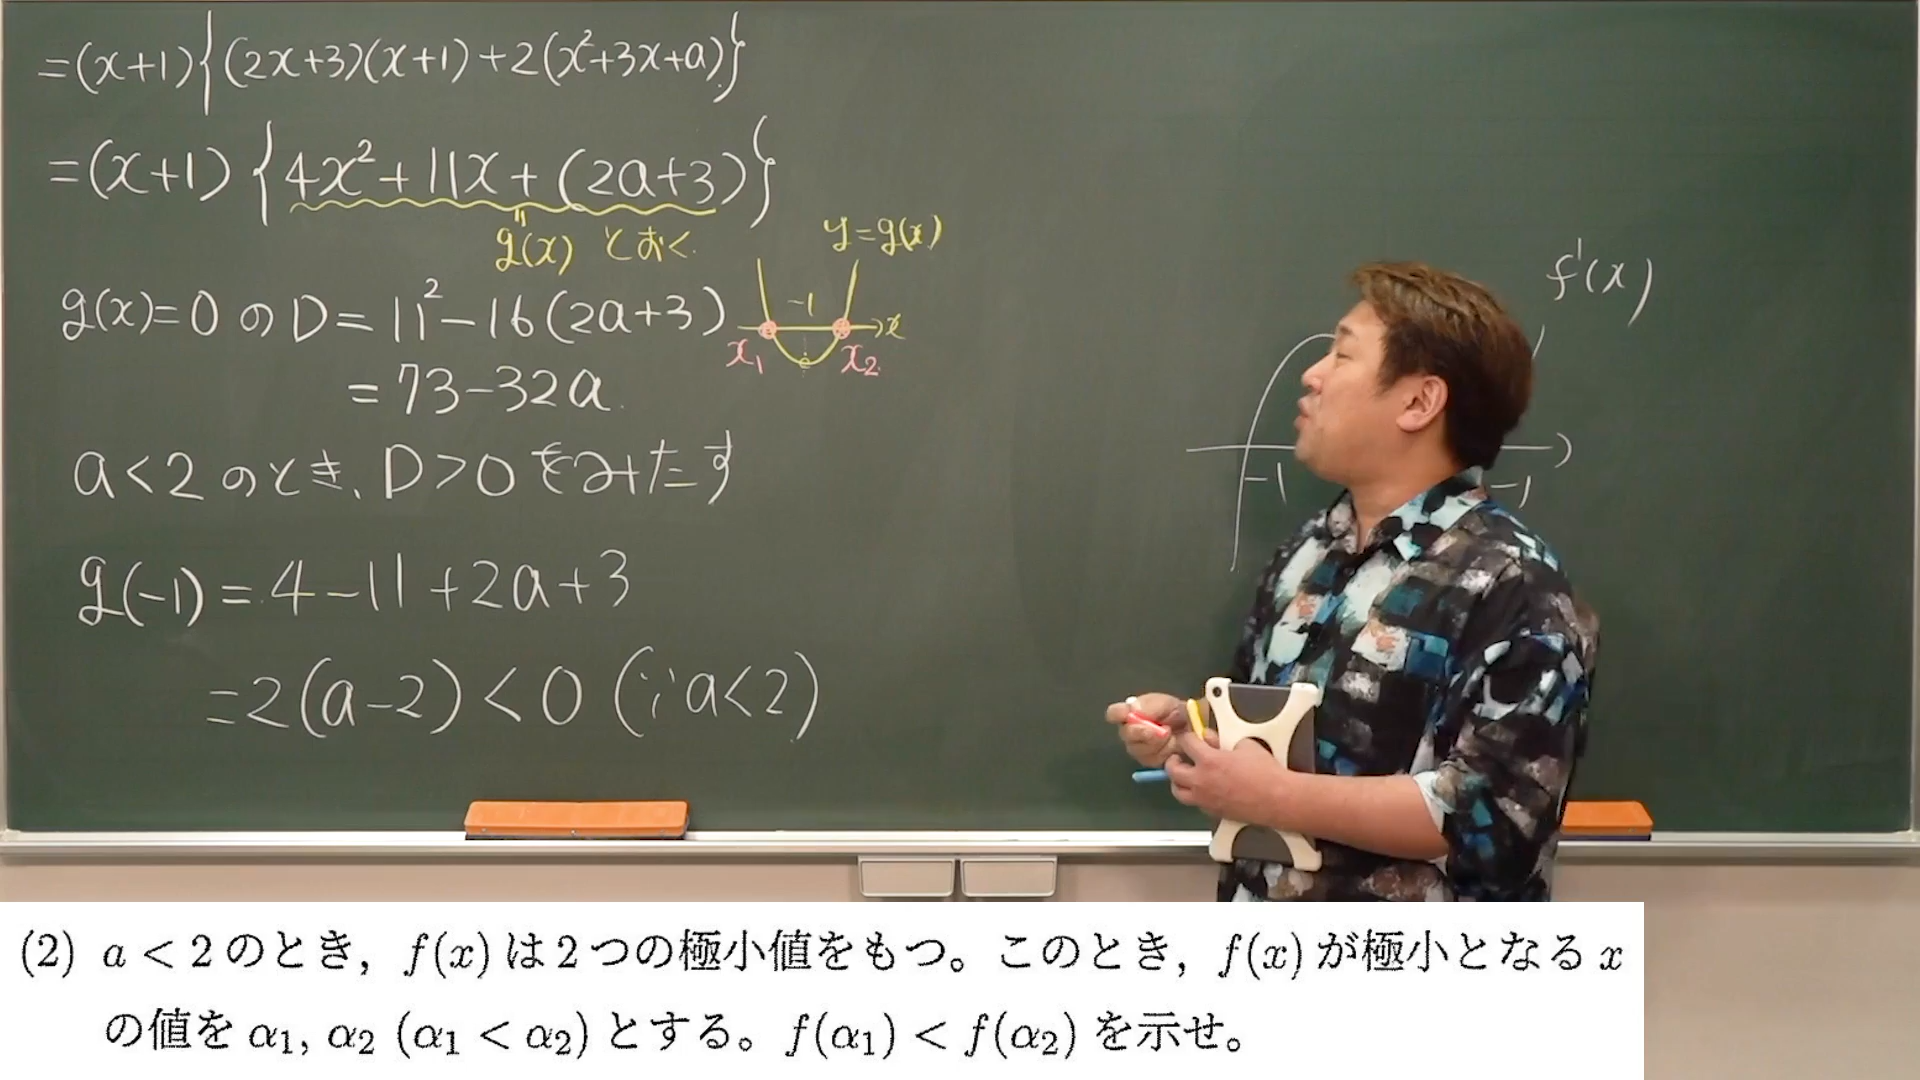 =(x+1){(2x+3)(x+1)+2(x²+3x+a)}
=(x+1){4x²+11x+(2a+3)}
g(x) とおく
y=g(x)
g(x)=0 の D=11²-16(2a+3)
-1
x
x₁ x₂
=73-32a
a<2のとき、D>0をみたす
g(-1)=4-11+2a+3
=2(a-2)<0 (∵a<2)
f'(x)
-1 -1
(2) a < 2 のとき, f(x) は 2 つの極小値をもつ。このとき, f(x) が極小となる x
の値を α₁, α₂ (α₁ < α₂) とする。f(α₁) < f(α₂) を示せ。